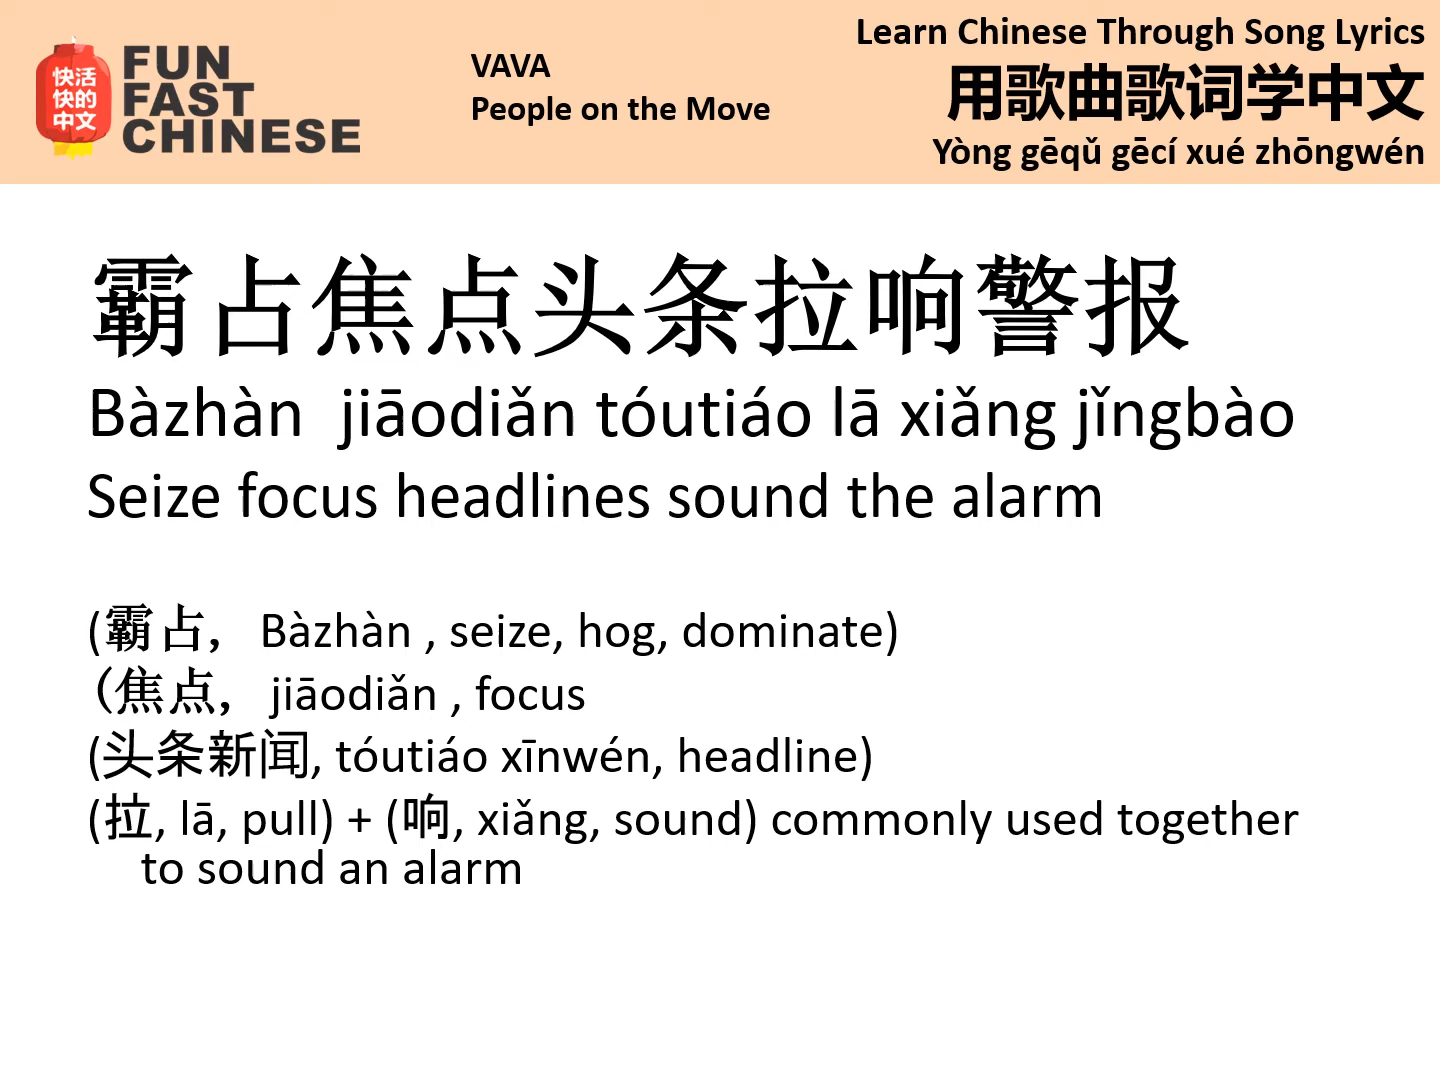 快活
快的
中文
FUN
FAST
CHINESE
VAVA
People on the Move
Learn Chinese Through Song Lyrics
用歌曲歌词学中文
Yòng gēqǔ gēcí xué zhōngwén
霸占焦点头条拉响警报
Bàzhàn jiāodiǎn tóutiáo lā xiǎng jǐngbào
Seize focus headlines sound the alarm
(霸占, Bàzhàn , seize, hog, dominate)
(焦点, jiāodiǎn , focus
(头条新闻, tóutiáo xīnwén, headline)
(拉, lā, pull) + (响, xiǎng, sound) commonly used together
to sound an alarm